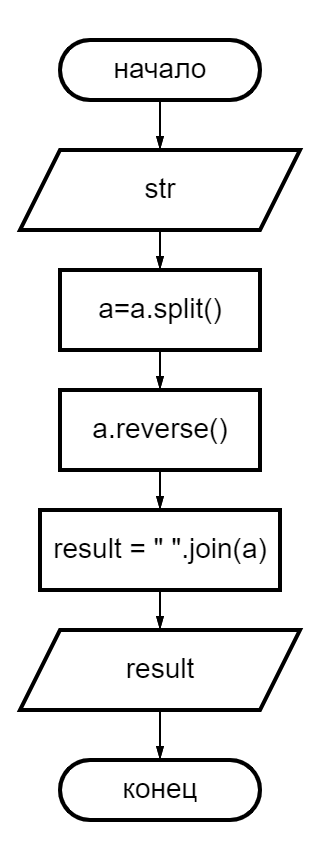 начало
str
a=a.split()
a.reverse()
result = " ".join(a)
result
конец